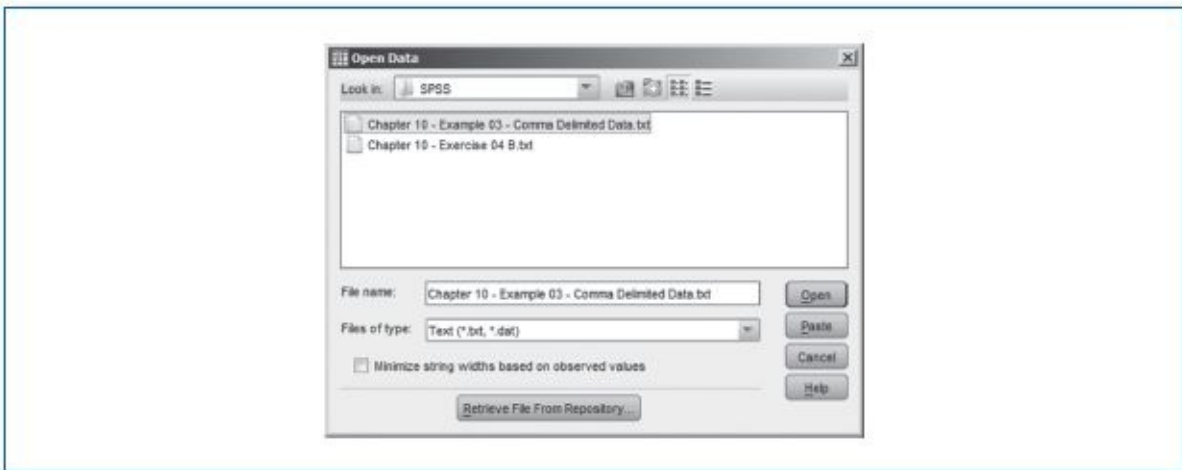 Open Data
Look in: SPSS
Chapter 10 - Example 03 - Comma Delimited Data.txt
Chapter 10 - Exercise 04 B.txt
File name: Chapter 10 - Example 03 - Comma Delimited Data.txt Open
Files of type: Text (*.txt, *.dat) Paste
Minimize string widths based on observed values Cancel
Help
Retrieve File From Repository...